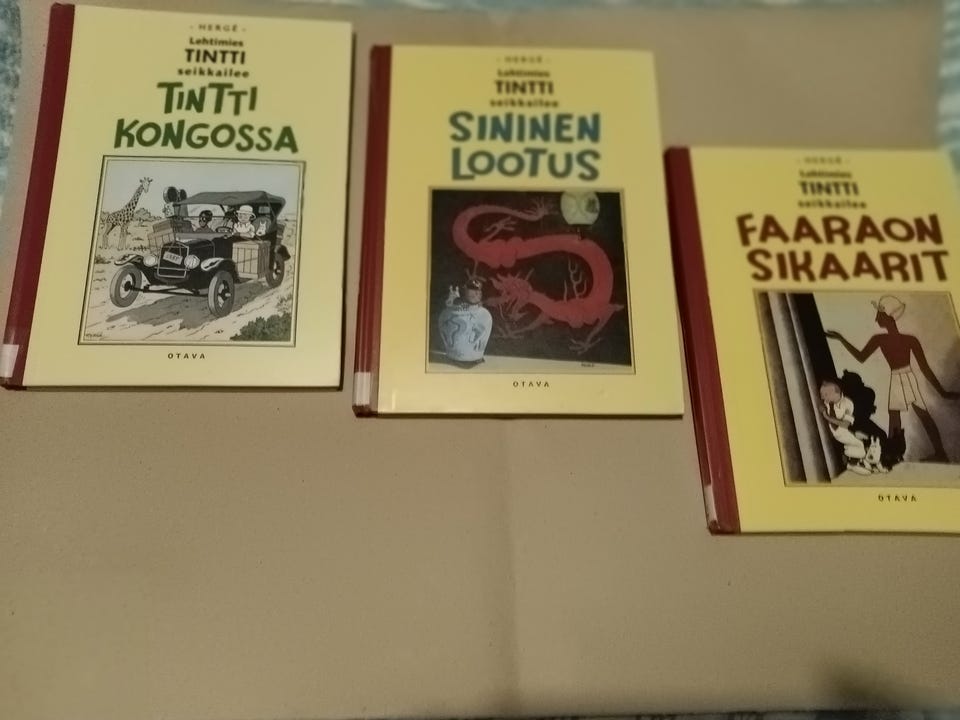 - HERGÉ -
Lehtimies
TINTTI
seikkailee
TINTTI
KONGOSSA
OTAVA
- HERGÉ -
Lehtimies
TINTTI
seikkailee
SININEN
LOOTUS
OTAVA
- HERGÉ -
Lehtimies
TINTTI
seikkailee
FAARAON
SIKAARIT
OTAVA